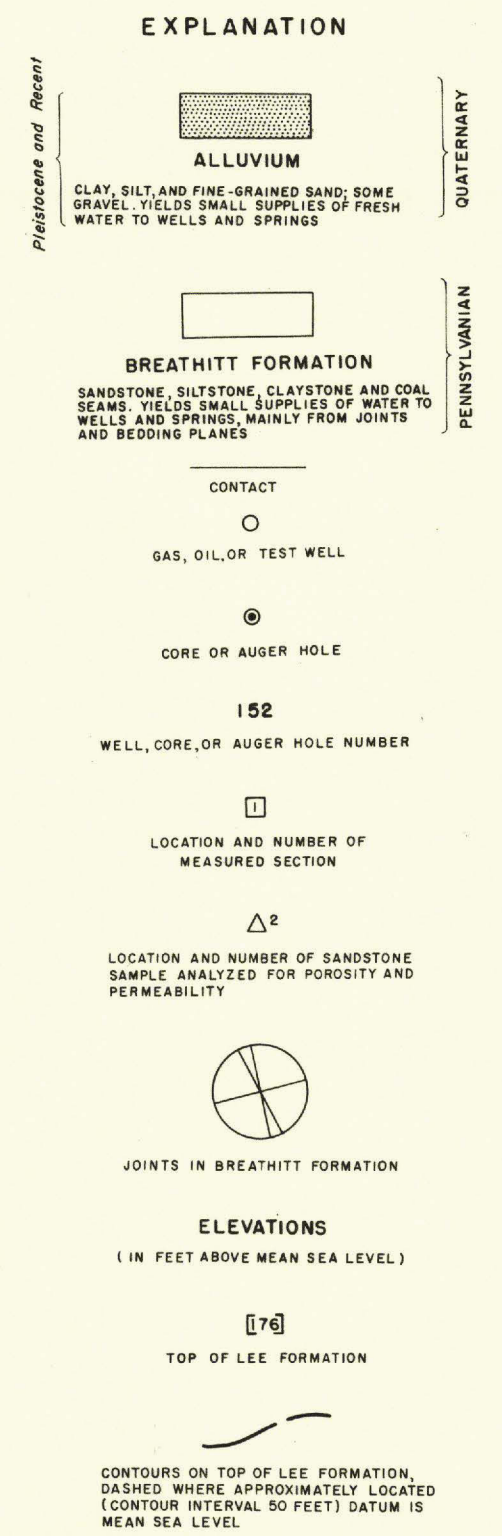 EXPLANATION
Pleistocene and Recent
QUATERNARY
ALLUVIUM
CLAY, SILT, AND FINE-GRAINED SAND; SOME
GRAVEL. YIELDS SMALL SUPPLIES OF FRESH
WATER TO WELLS AND SPRINGS
PENNSYLVANIAN
BREATHITT FORMATION
SANDSTONE, SILTSTONE, CLAYSTONE AND COAL
SEAMS. YIELDS SMALL SUPPLIES OF WATER TO
WELLS AND SPRINGS, MAINLY FROM JOINTS
AND BEDDING PLANES
CONTACT
GAS, OIL, OR TEST WELL
CORE OR AUGER HOLE
152
WELL, CORE, OR AUGER HOLE NUMBER
1
LOCATION AND NUMBER OF
MEASURED SECTION
2
LOCATION AND NUMBER OF SANDSTONE
SAMPLE ANALYZED FOR POROSITY AND
PERMEABILITY
JOINTS IN BREATHITT FORMATION
ELEVATIONS
(IN FEET ABOVE MEAN SEA LEVEL)
[176]
TOP OF LEE FORMATION
CONTOURS ON TOP OF LEE FORMATION,
DASHED WHERE APPROXIMATELY LOCATED
(CONTOUR INTERVAL 50 FEET) DATUM IS
MEAN SEA LEVEL